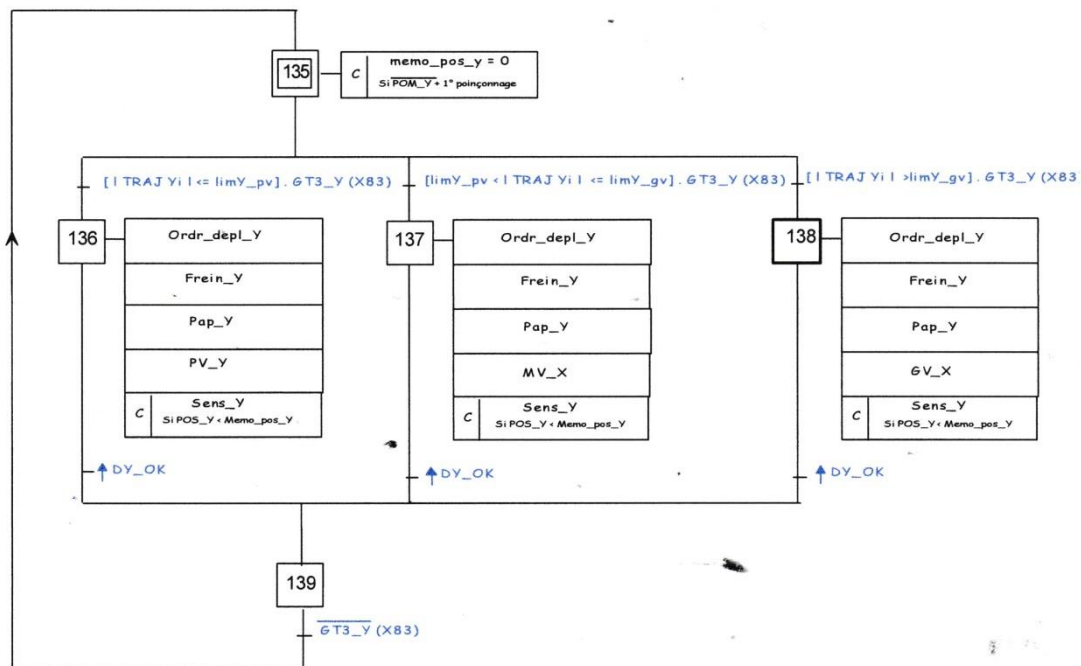 135
C
memo_pos_y = 0
Si P̅O̅M̅_̅Y̅ + 1° poinçonnage
[ I TRAJ Yi I <= limY_pv] . GT3_Y (X83)
[limY_pv < I TRAJ Yi I <= limY_gv] . GT3_Y (X83)
[ I TRAJ Yi I >limY_gv] . GT3_Y (X83
136
Ordr_depl_Y
Frein_Y
Pap_Y
PV_Y
C
Sens_Y
Si POS_Y < Memo_pos_Y
137
Ordr_depl_Y
Frein_Y
Pap_Y
MV_X
C
Sens_Y
Si POS_Y < Memo_pos_Y
138
Ordr_depl_Y
Frein_Y
Pap_Y
GV_X
C
Sens_Y
Si POS_Y < Memo_pos_Y
↑ DY_OK
↑ DY_OK
↑ DY_OK
139
G̅T̅3̅_̅Y̅ (X83)